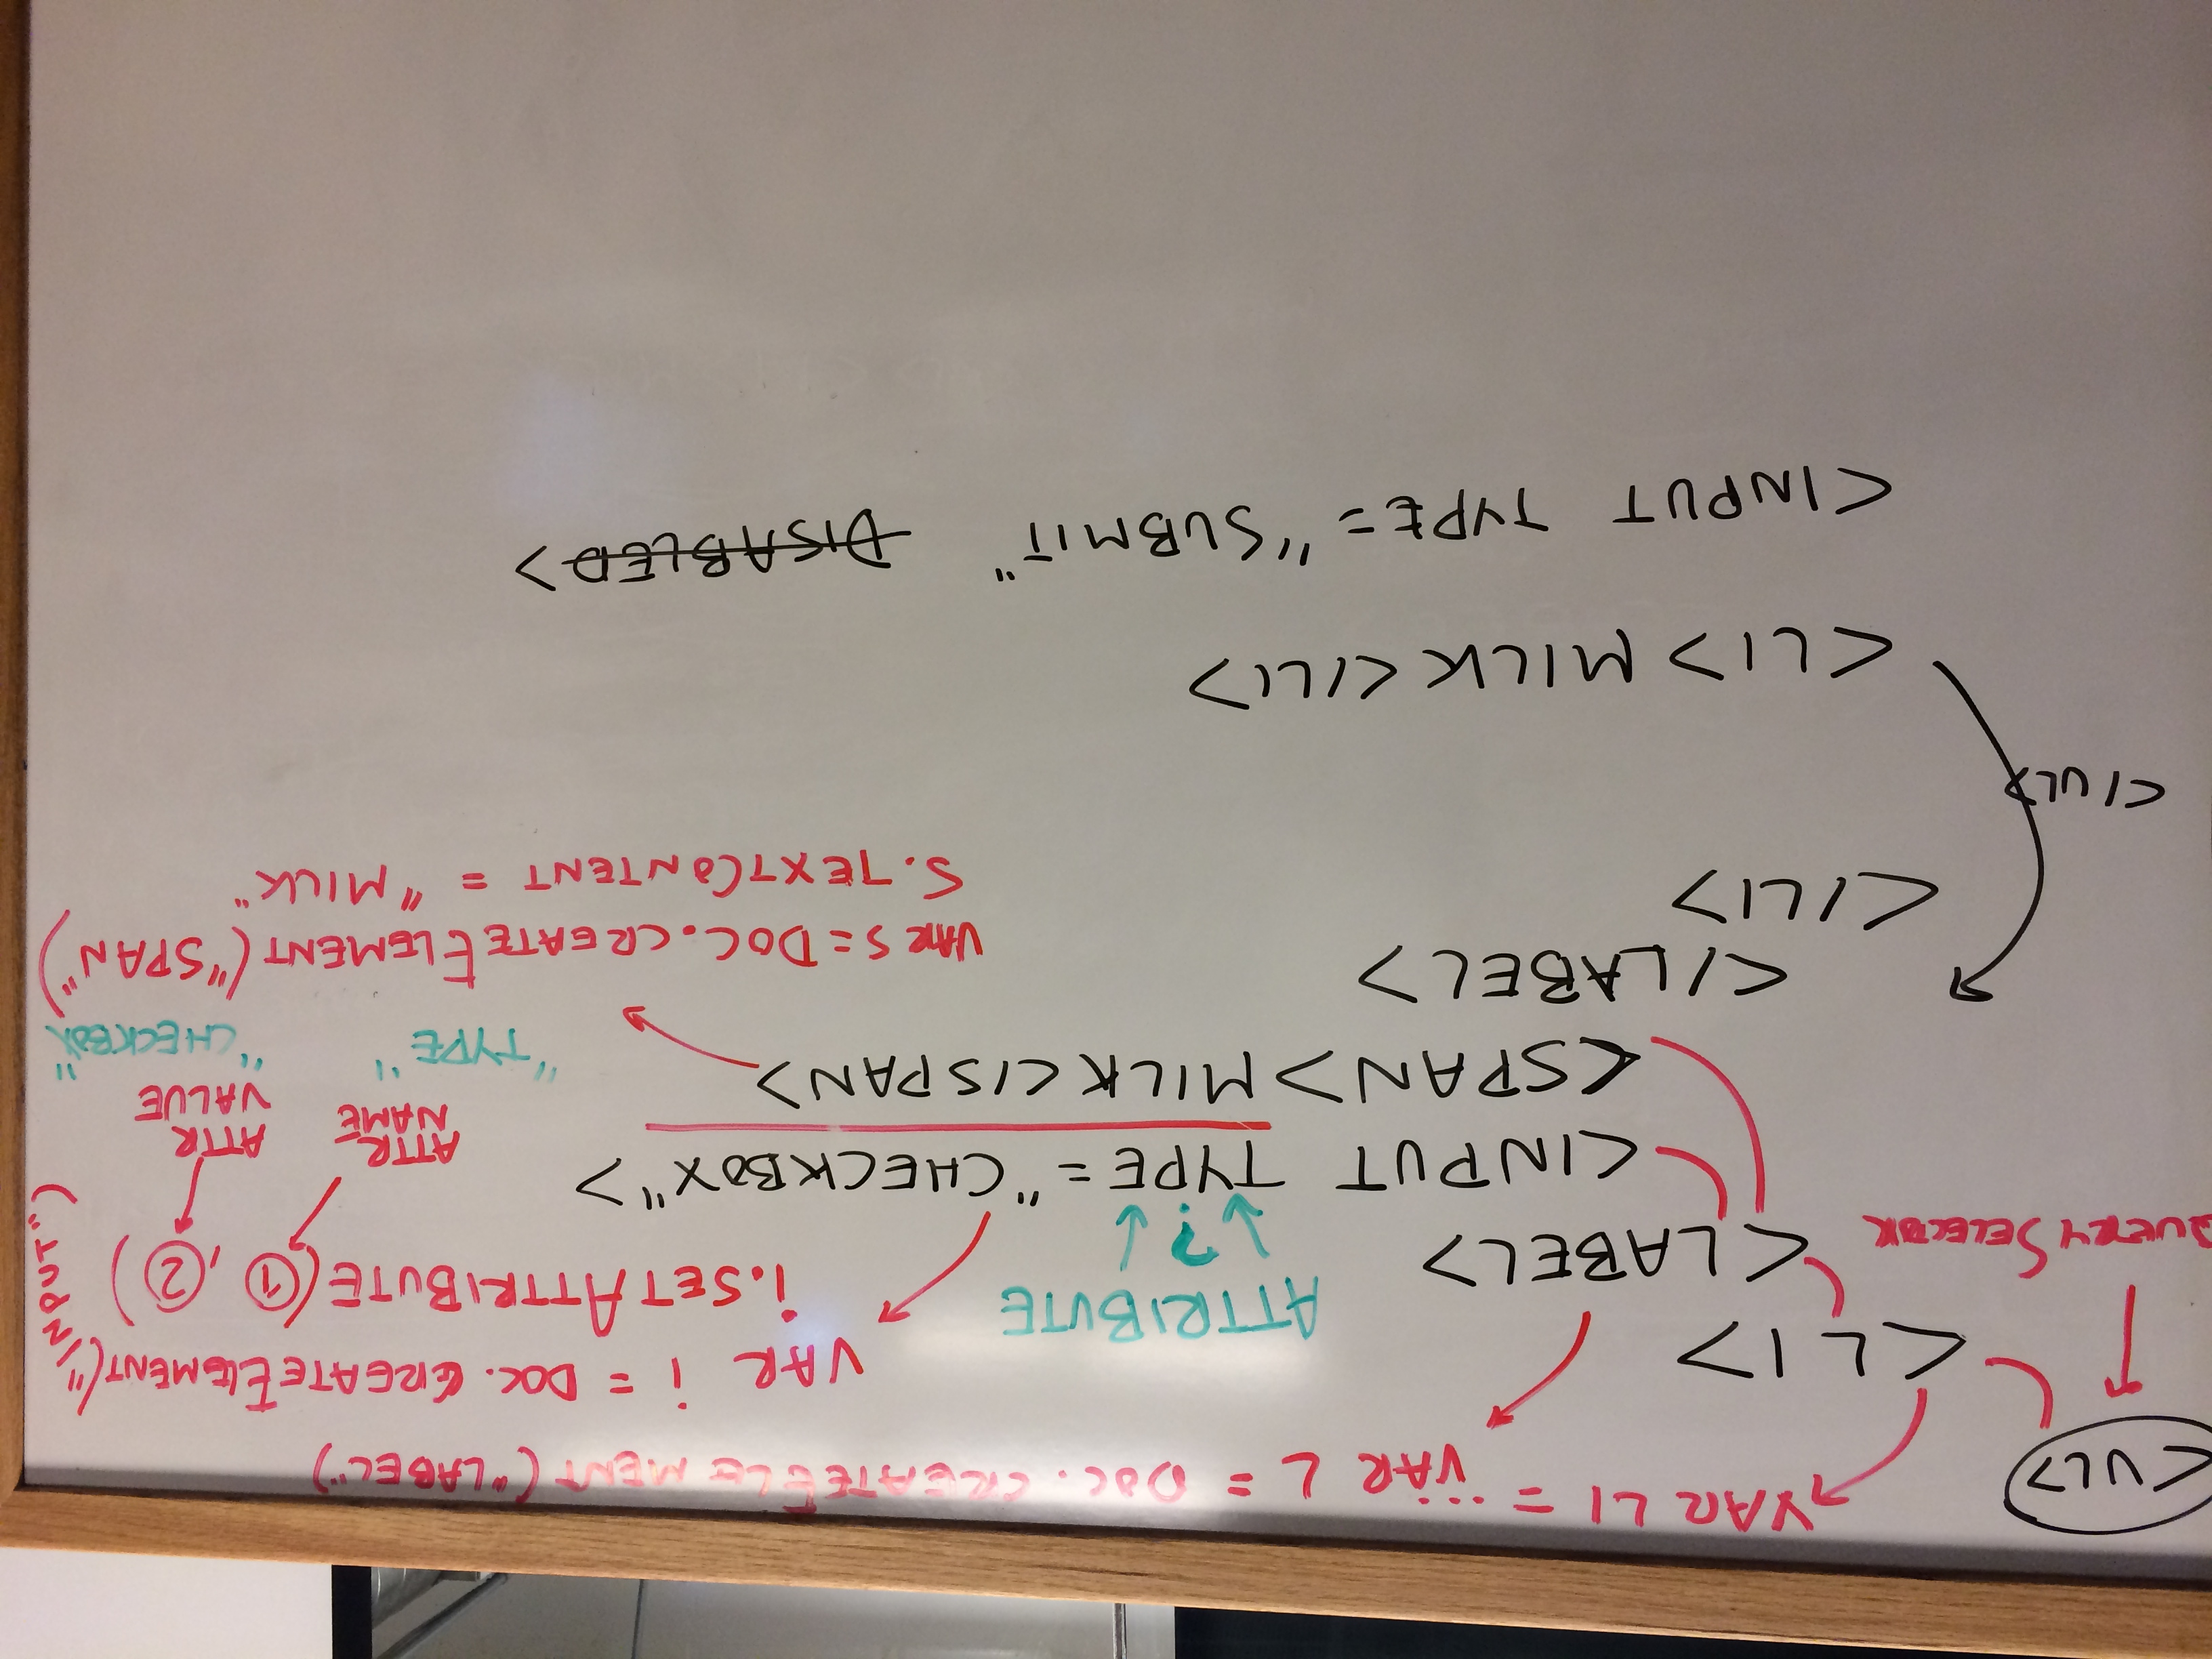 <UL>
VAR LI = ...
VAR L = DOC. CREATEELEMENT("LABEL")
<LI>
VAR i = DOC. CREATEELEMENT("INPUT")
i.SETATTRIBUTE(① , ②)
ATTRIBUTE
?
QUERYSELECTOR
<LABEL>
<INPUT TYPE="CHECKBOX">
ATTR NAME
ATTR VALUE
"TYPE"
"CHECKBOX"
<SPAN>MILK</SPAN>
</LABEL>
VAR S=DOC.CREATEELEMENT("SPAN")
S.TEXTCONTENT = "MILK"
</LI>
</UL>
<LI>MILK</LI>
<INPUT TYPE="SUBMIT" DISABLED>